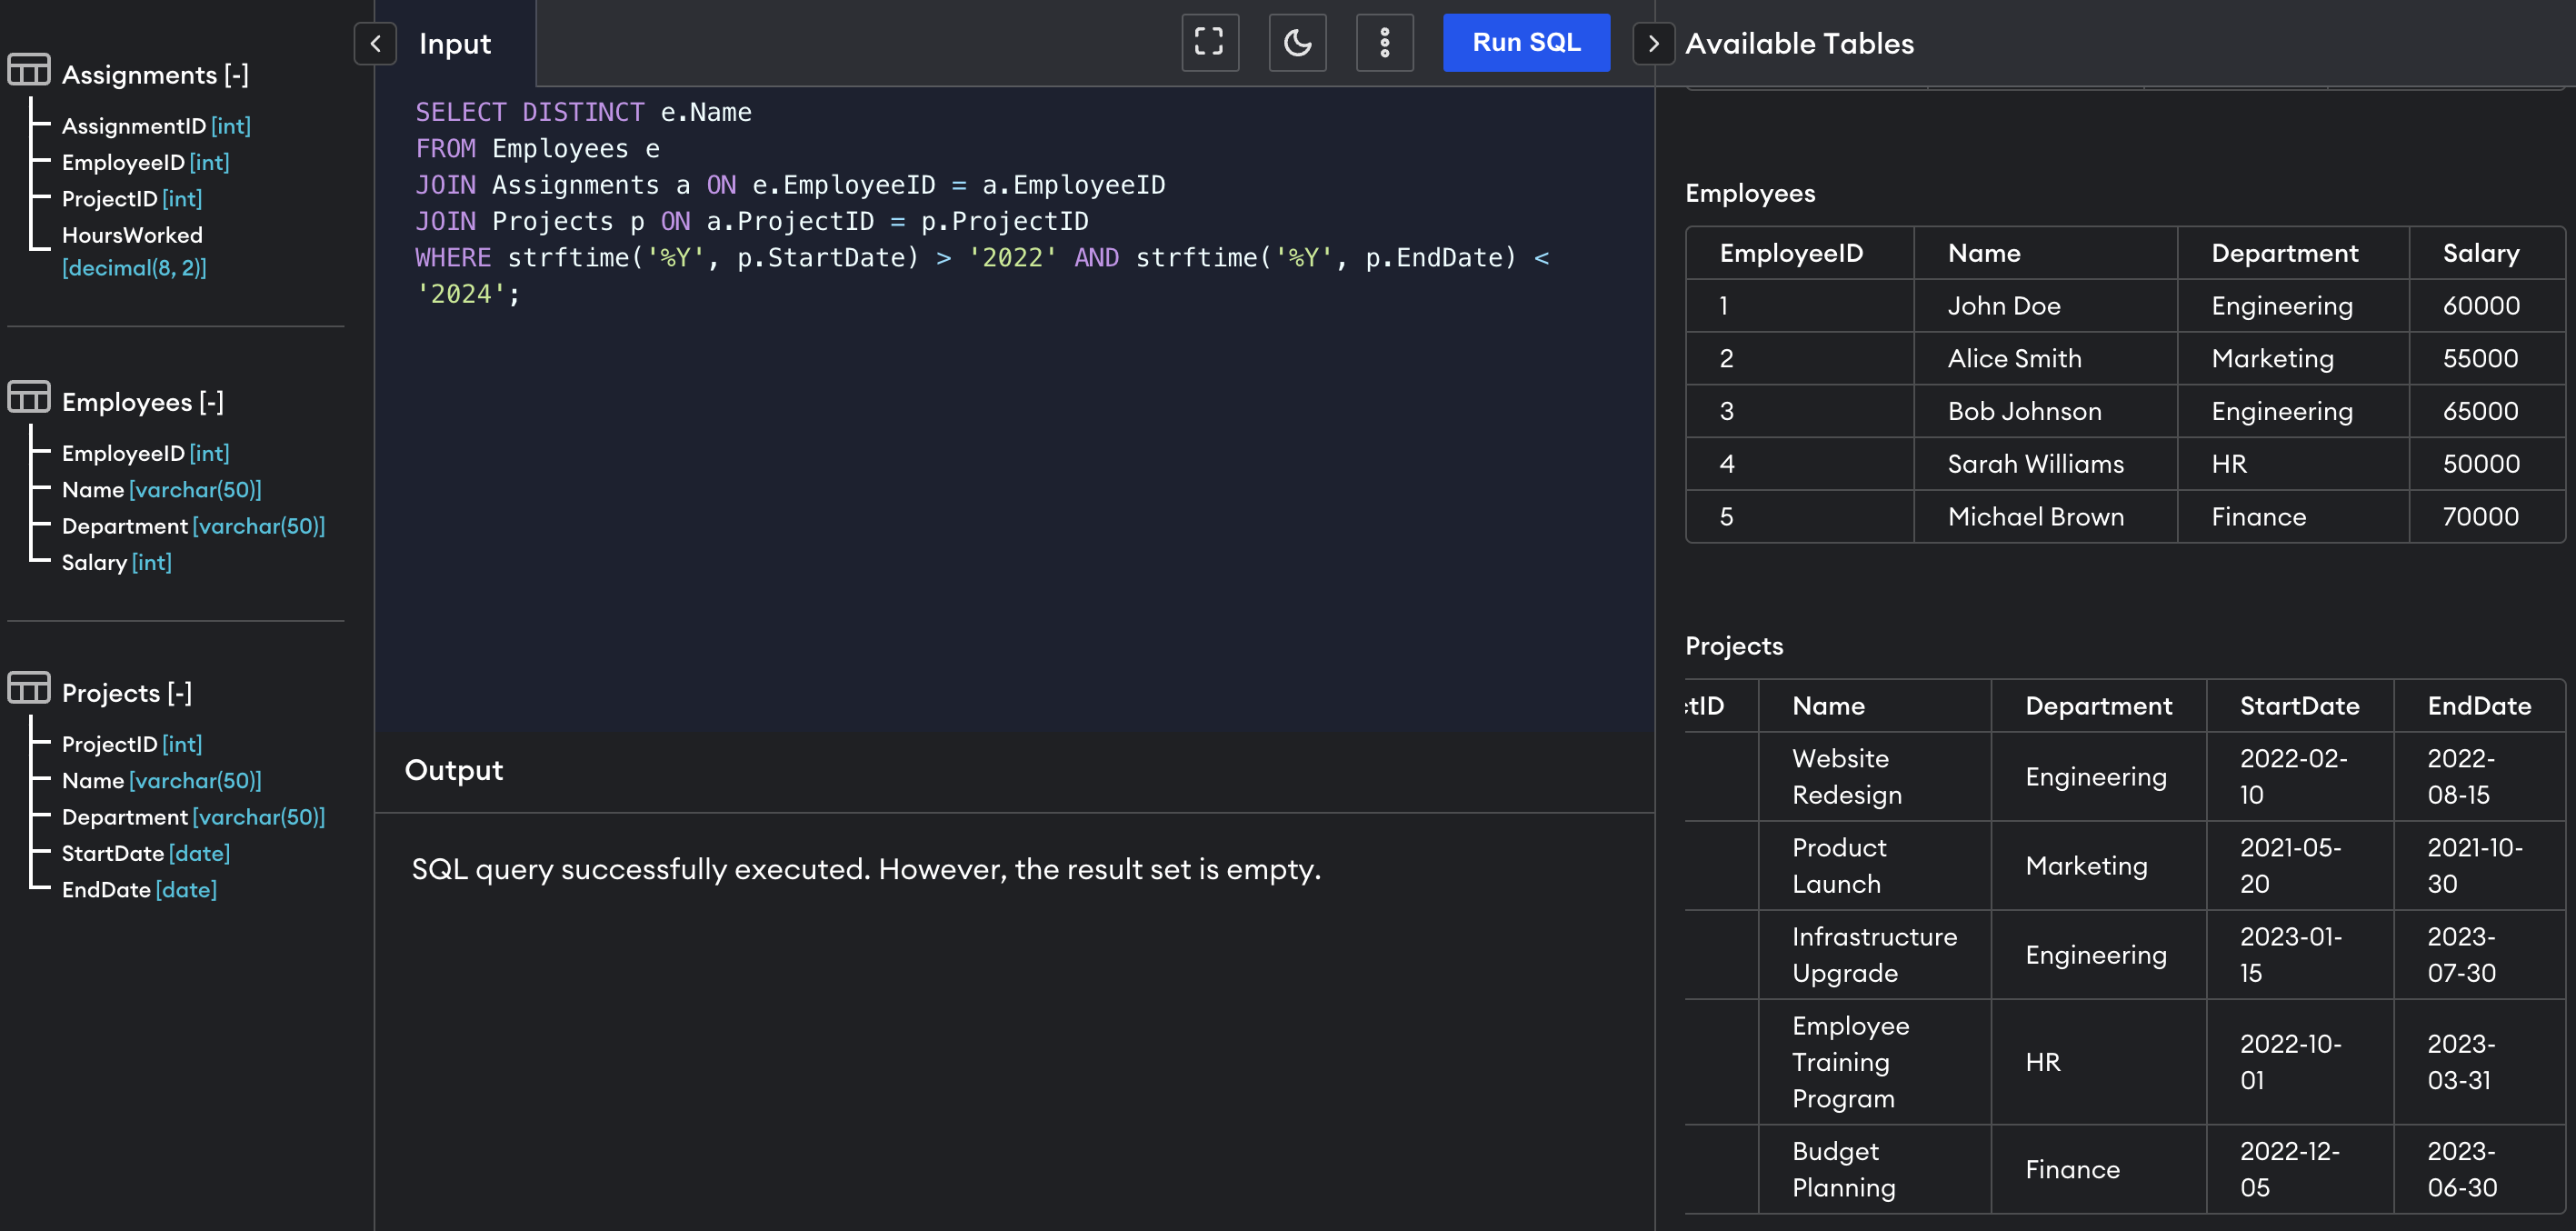 Assignments [-]
AssignmentID [int]
EmployeeID [int]
ProjectID [int]
HoursWorked
[decimal(8, 2)]
Employees [-]
EmployeeID [int]
Name [varchar(50)]
Department [varchar(50)]
Salary [int]
Projects [-]
ProjectID [int]
Name [varchar(50)]
Department [varchar(50)]
StartDate [date]
EndDate [date]
Input
Run SQL
SELECT DISTINCT e.Name
FROM Employees e
JOIN Assignments a ON e.EmployeeID = a.EmployeeID
JOIN Projects p ON a.ProjectID = p.ProjectID
WHERE strftime('%Y', p.StartDate) > '2022' AND strftime('%Y', p.EndDate) <
'2024';
Output
SQL query successfully executed. However, the result set is empty.
Available Tables
Employees
EmployeeID Name Department Salary
1 John Doe Engineering 60000
2 Alice Smith Marketing 55000
3 Bob Johnson Engineering 65000
4 Sarah Williams HR 50000
5 Michael Brown Finance 70000
Projects
ctID Name Department StartDate EndDate
Website
Redesign
Engineering
2022-02-
10
2022-
08-15
Product
Launch
Marketing
2021-05-
20
2021-10-
30
Infrastructure
Upgrade
Engineering
2023-01-
15
2023-
07-30
Employee
Training
Program
HR
2022-10-
01
2023-
03-31
Budget
Planning
Finance
2022-12-
05
2023-
06-30